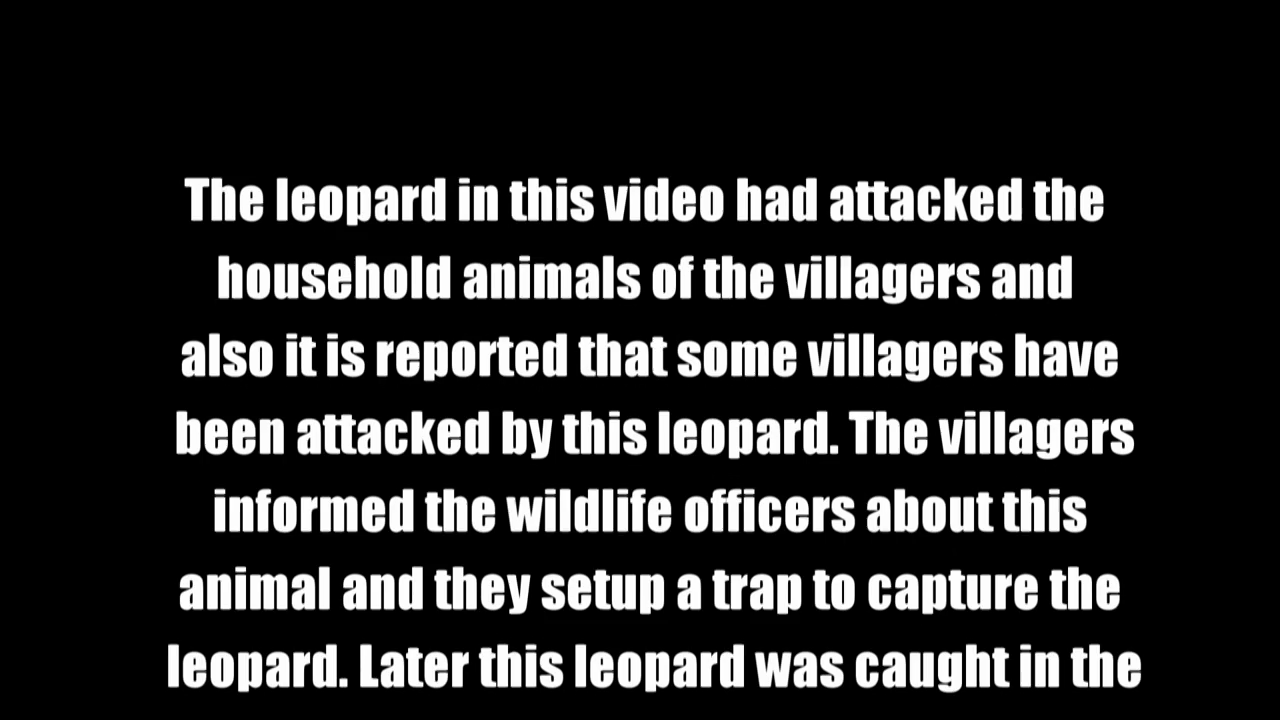 The leopard in this video had attacked the
household animals of the villagers and
also it is reported that some villagers have
been attacked by this leopard. The villagers
informed the wildlife officers about this
animal and they setup a trap to capture the
leopard. Later this leopard was caught in the